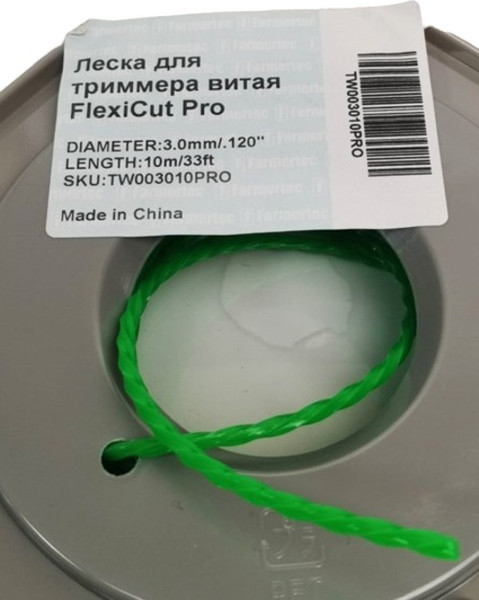 Леска для
триммера витая
FlexiCut Pro
DIAMETER:3.0mm/.120"
LENGTH:10m/33ft
SKU:TW003010PRO
Made in China
TW003010PRO
Farmertec